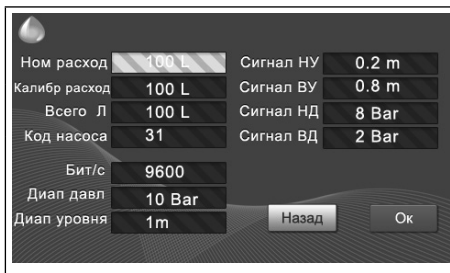 Ном расход 100 L Сигнал НУ 0.2 m
Калибр расход 100 L Сигнал ВУ 0.8 m
Всего Л 100 L Сигнал НД 8 Bar
Код насоса 31 Сигнал ВД 2 Bar
Бит/с 9600
Диап давл 10 Bar
Диап уровня 1m Назад Ок